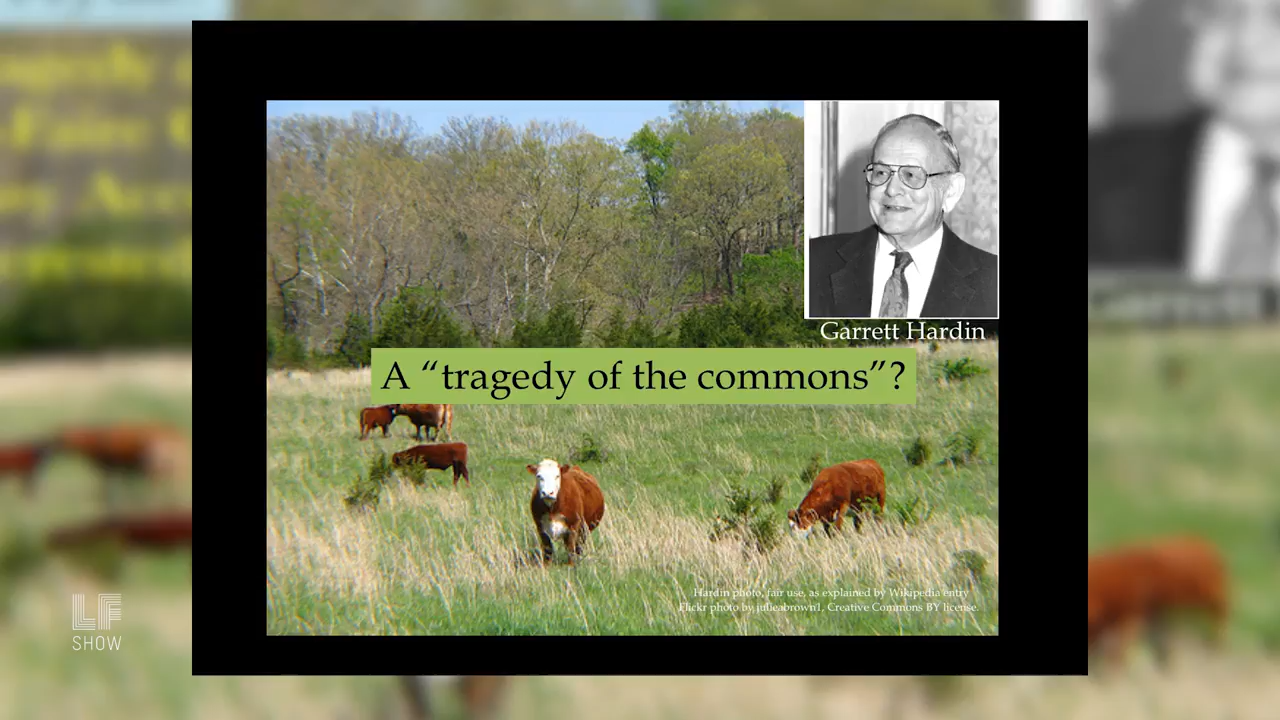 Garrett Hardin
A “tragedy of the commons”?
Hardin photo, fair use, as explained by Wikipedia entry
Flickr photo by julieabrown1, Creative Commons BY license.
LF
SHOW